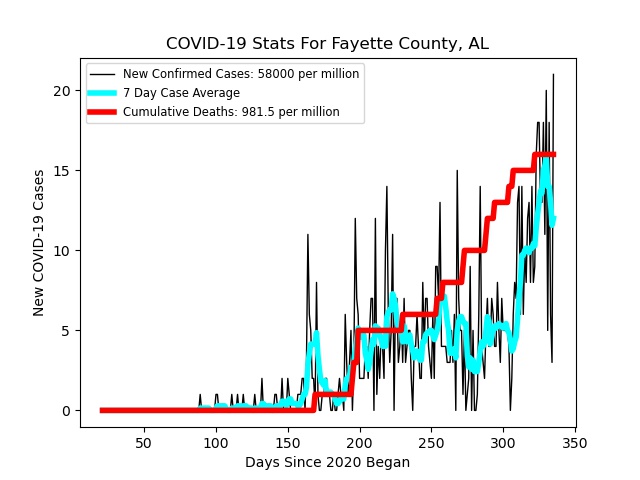 COVID-19 Stats For Fayette County, AL
New Confirmed Cases: 58000 per million
7 Day Case Average
Cumulative Deaths: 981.5 per million
New COVID-19 Cases
20
15
10
5
0
50 100 150 200 250 300 350
Days Since 2020 Began